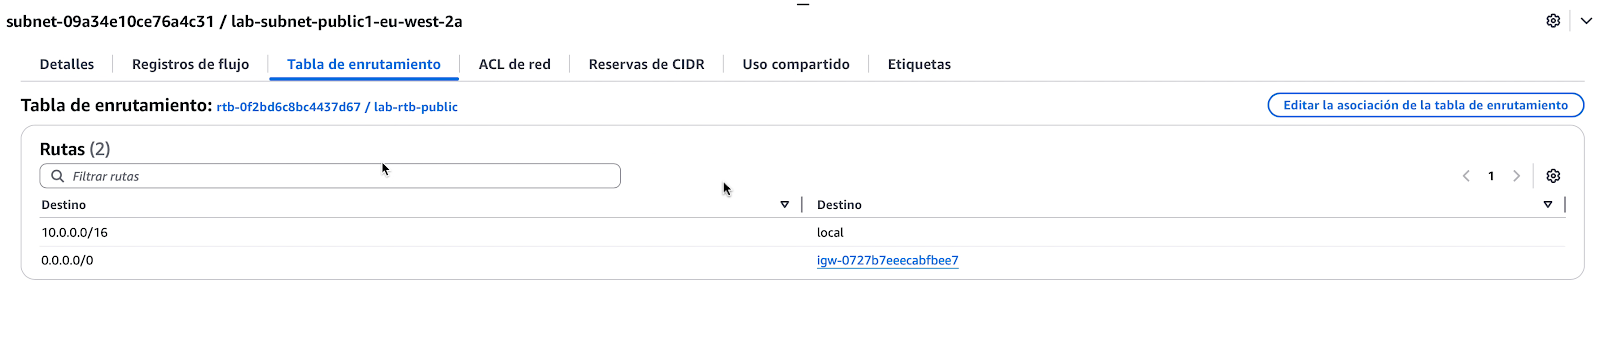 subnet-09a34e10ce76a4c31 / lab-subnet-public1-eu-west-2a
Detalles Registros de flujo Tabla de enrutamiento ACL de red Reservas de CIDR Uso compartido Etiquetas
Tabla de enrutamiento: rtb-0f2bd6c8bc4437d67 / lab-rtb-public Editar la asociación de la tabla de enrutamiento
Rutas (2)
Filtrar rutas 1
Destino Destino
10.0.0.0/16 local
0.0.0.0/0 igw-0727b7eeecabfbee7